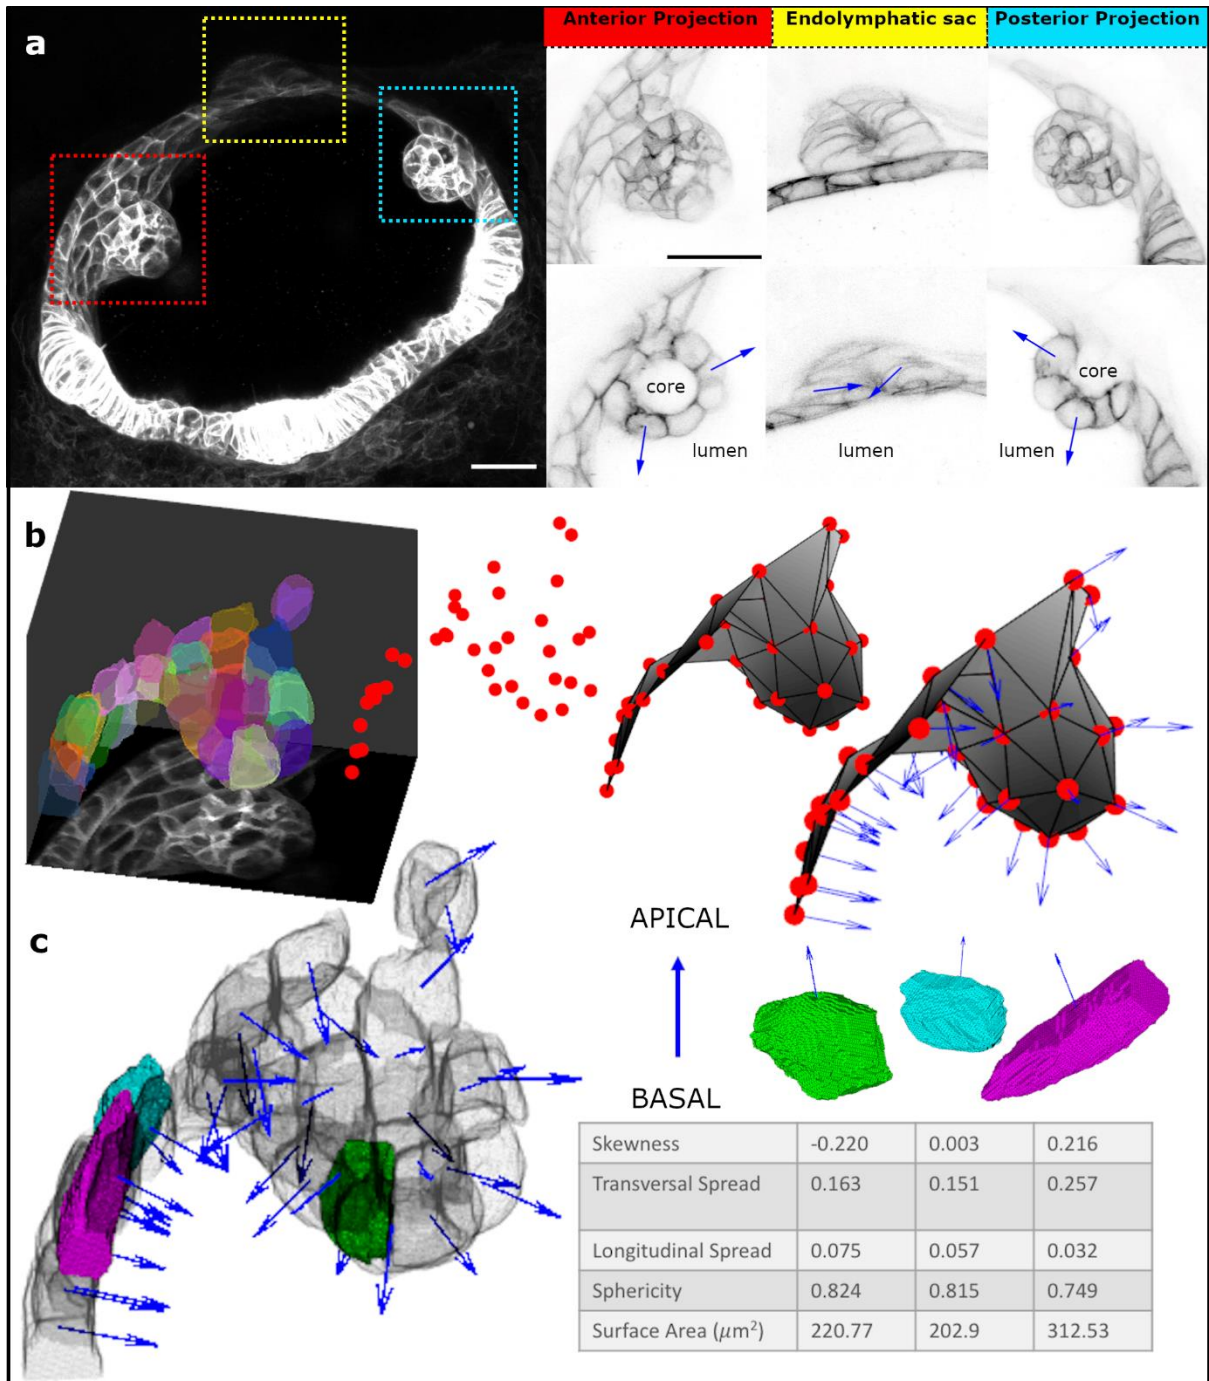 a
Anterior Projection
Endolymphatic sac
Posterior Projection
core
lumen
lumen
core
lumen
b
c
APICAL
BASAL
Skewness -0.220 0.003 0.216
Transversal Spread 0.163 0.151 0.257
Longitudinal Spread 0.075 0.057 0.032
Sphericity 0.824 0.815 0.749
Surface Area (μm²) 220.77 202.9 312.53